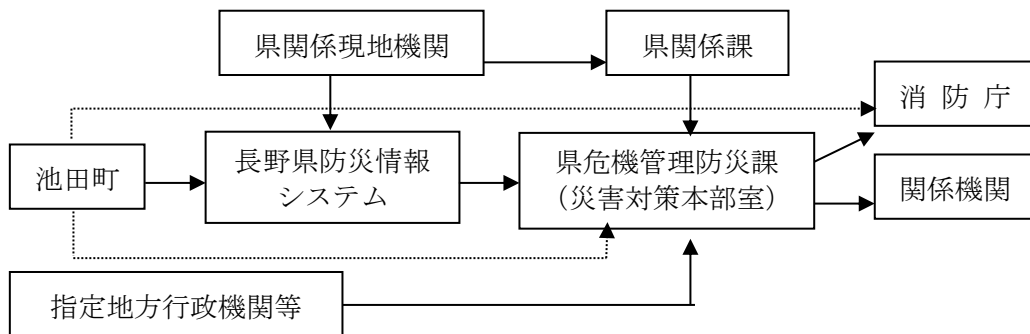 県関係現地機関
県関係課
消防庁
池田町
長野県防災情報
システム
県危機管理防災課
（災害対策本部室）
関係機関
指定地方行政機関等